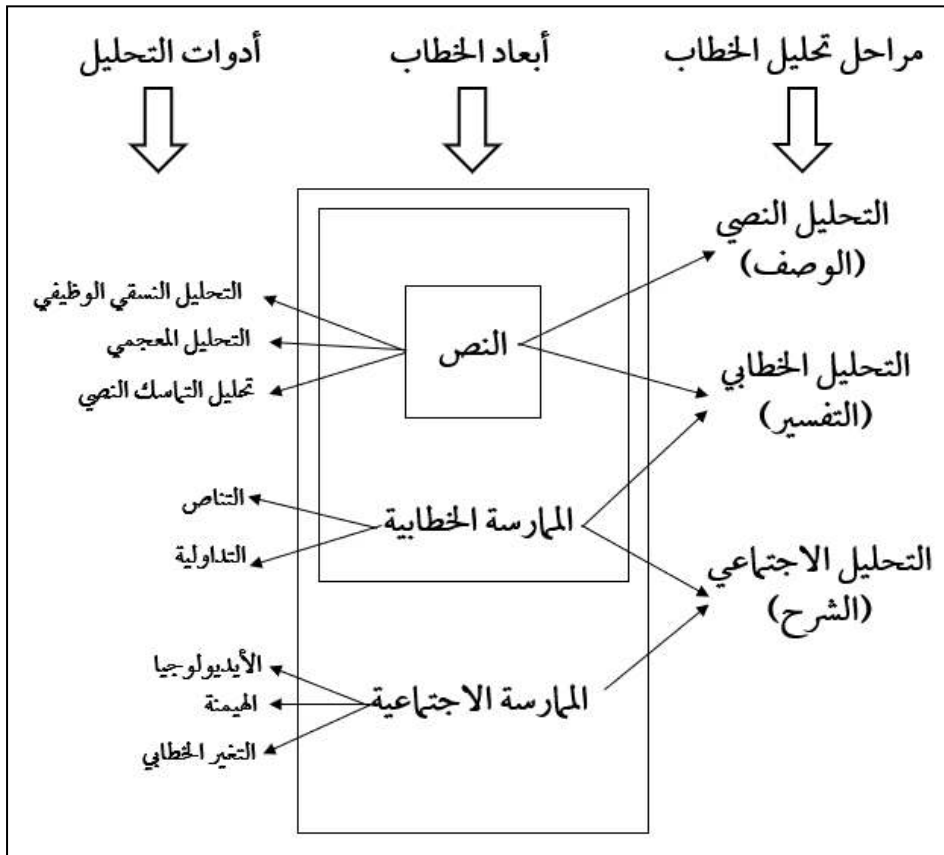 مراحل تحليل الخطاب
أبعاد الخطاب
أدوات التحليل
التحليل النصي
(الوصف)
التحليل الخطابي
(التفسير)
التحليل الاجتماعي
(الشرح)
النص
الممارسة الخطابية
الممارسة الاجتماعية
التحليل النسقي الوظيفي
التحليل المعجمي
تحليل التماسك النصي
التناص
التداولية
الأيديولوجيا
الهيمنة
التغير الخطابي